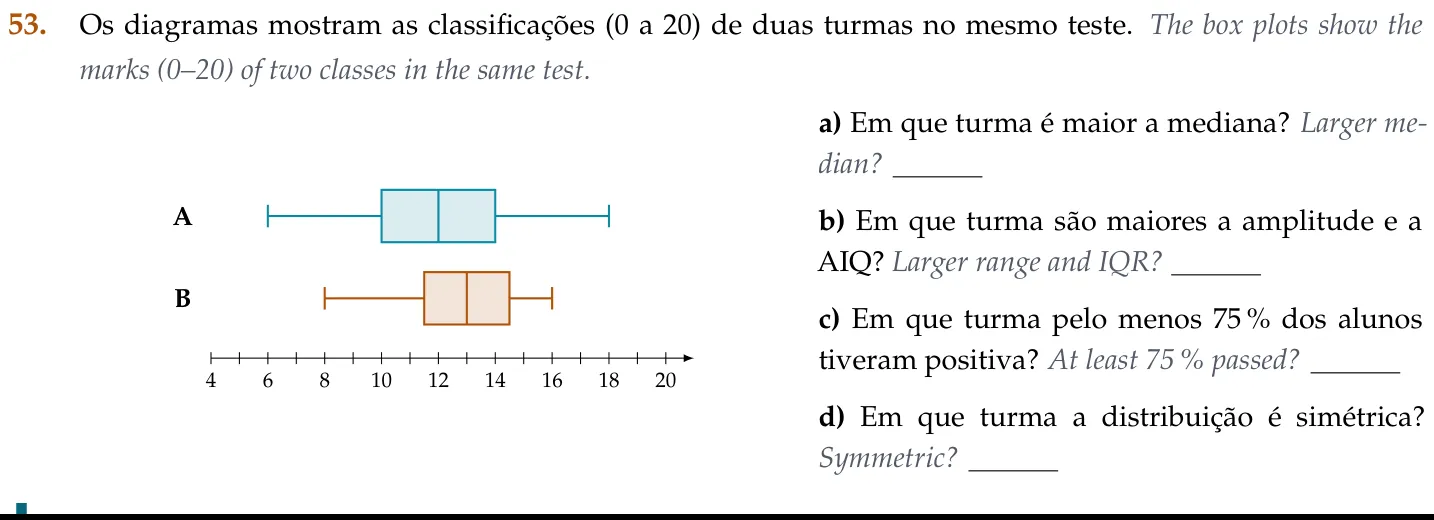 53. Os diagramas mostram as classificações (0 a 20) de duas turmas no mesmo teste. The box plots show the
marks (0–20) of two classes in the same test.
a) Em que turma é maior a mediana? Larger me-
dian? _______
b) Em que turma são maiores a amplitude e a
AIQ? Larger range and IQR? _______
c) Em que turma pelo menos 75 % dos alunos
tiveram positiva? At least 75 % passed? _______
d) Em que turma a distribuição é simétrica?
Symmetric? _______
A
B
4 6 8 10 12 14 16 18 20